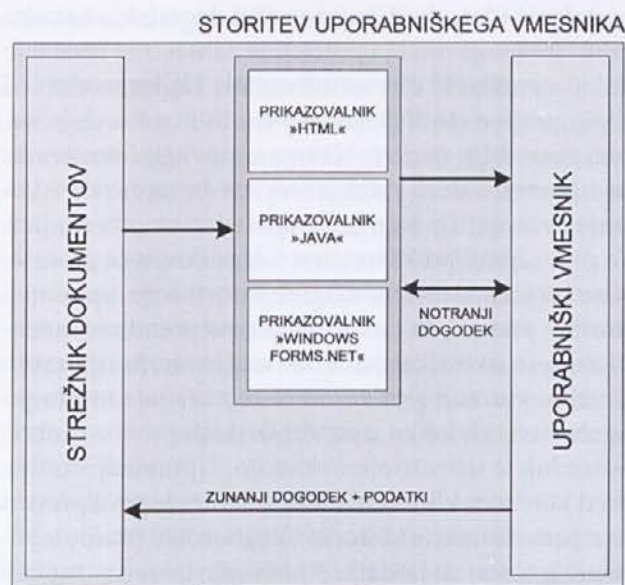 STORITEV UPORABNIŠKEGA VMESNIKA
STREŽNIK DOKUMENTOV
PRIKAZOVALNIK
»HTML«
PRIKAZOVALNIK
»JAVA«
PRIKAZOVALNIK
»WINDOWS
FORMS.NET«
NOTRANJI
DOGODEK
UPORABNIŠKI VMESNIK
ZUNANJI DOGODEK + PODATKI